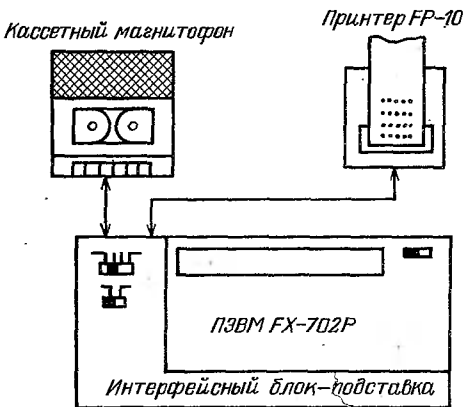 Кассетный магнитофон
Принтер FP-10
ПЭВМ FX-702P
Интерфейсный блок-подставка